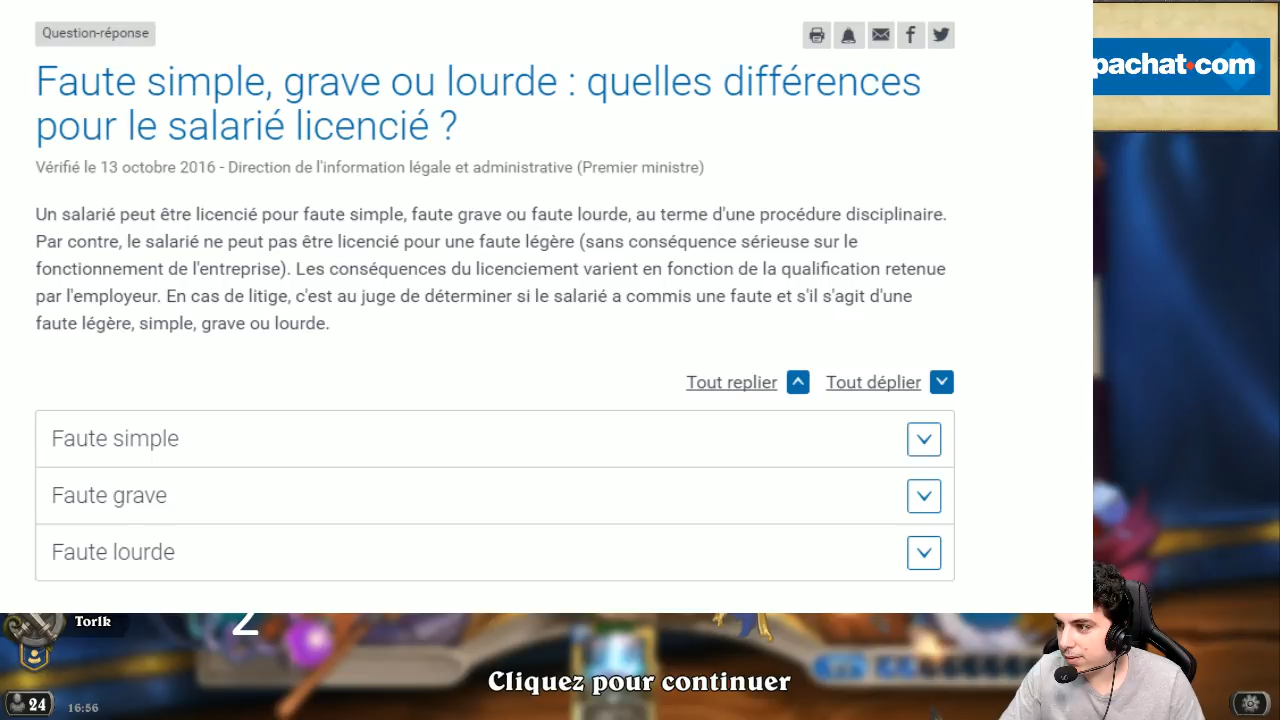 Question-réponse
Faute simple, grave ou lourde : quelles différences
pour le salarié licencié ?
Vérifié le 13 octobre 2016 - Direction de l'information légale et administrative (Premier ministre)
Un salarié peut être licencié pour faute simple, faute grave ou faute lourde, au terme d'une procédure disciplinaire.
Par contre, le salarié ne peut pas être licencié pour une faute légère (sans conséquence sérieuse sur le
fonctionnement de l'entreprise). Les conséquences du licenciement varient en fonction de la qualification retenue
par l'employeur. En cas de litige, c'est au juge de déterminer si le salarié a commis une faute et s'il s'agit d'une
faute légère, simple, grave ou lourde.
Tout replier Tout déplier
Faute simple
Faute grave
Faute lourde
pachat.com
Torik
2
Cliquez pour continuer
24 16:56